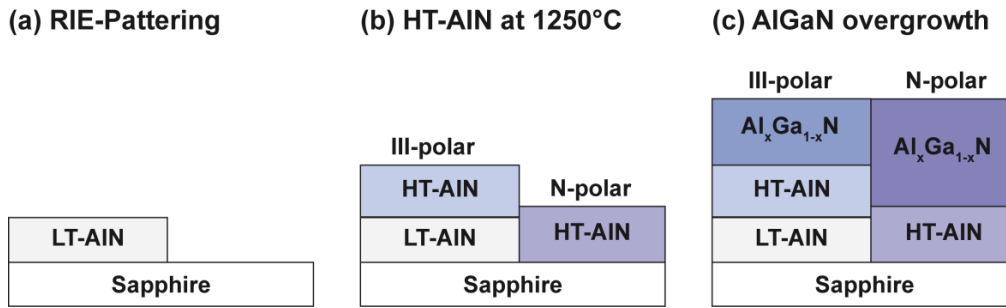 (a) RIE-Pattering
LT-AlN
Sapphire
(b) HT-AlN at 1250°C
III-polar
HT-AlN
N-polar
LT-AlN
HT-AlN
Sapphire
(c) AlGaN overgrowth
III-polar
N-polar
AlₓGa₁₋ₓN
AlₓGa₁₋ₓN
HT-AlN
LT-AlN
HT-AlN
Sapphire